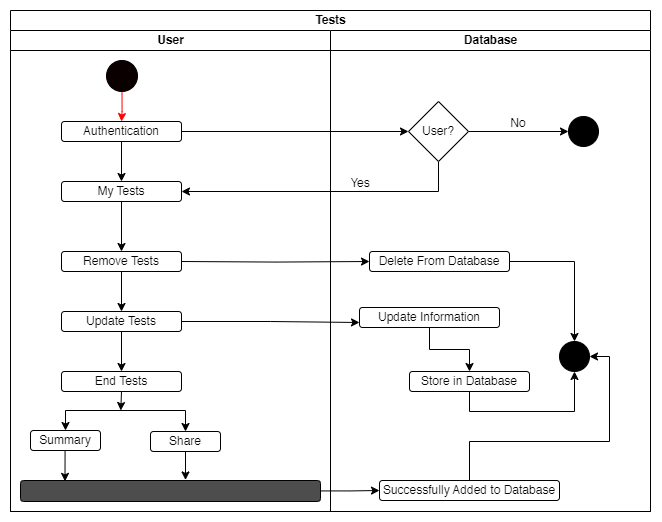 Tests
User
Database
Authentication
User?
No
My Tests
Yes
Remove Tests
Delete From Database
Update Tests
Update Information
End Tests
Store in Database
Summary
Share
Successfully Added to Database